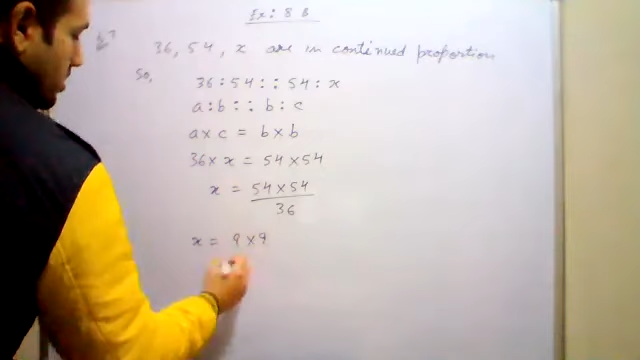 Ex: 8 B
36, 54, x are in continued proportion
So, 36 : 54 :: 54 : x
a : b :: b : c
a x c = b x b
36 x x = 54 x 54
x = 54 x 54
36
x = 9 x 9